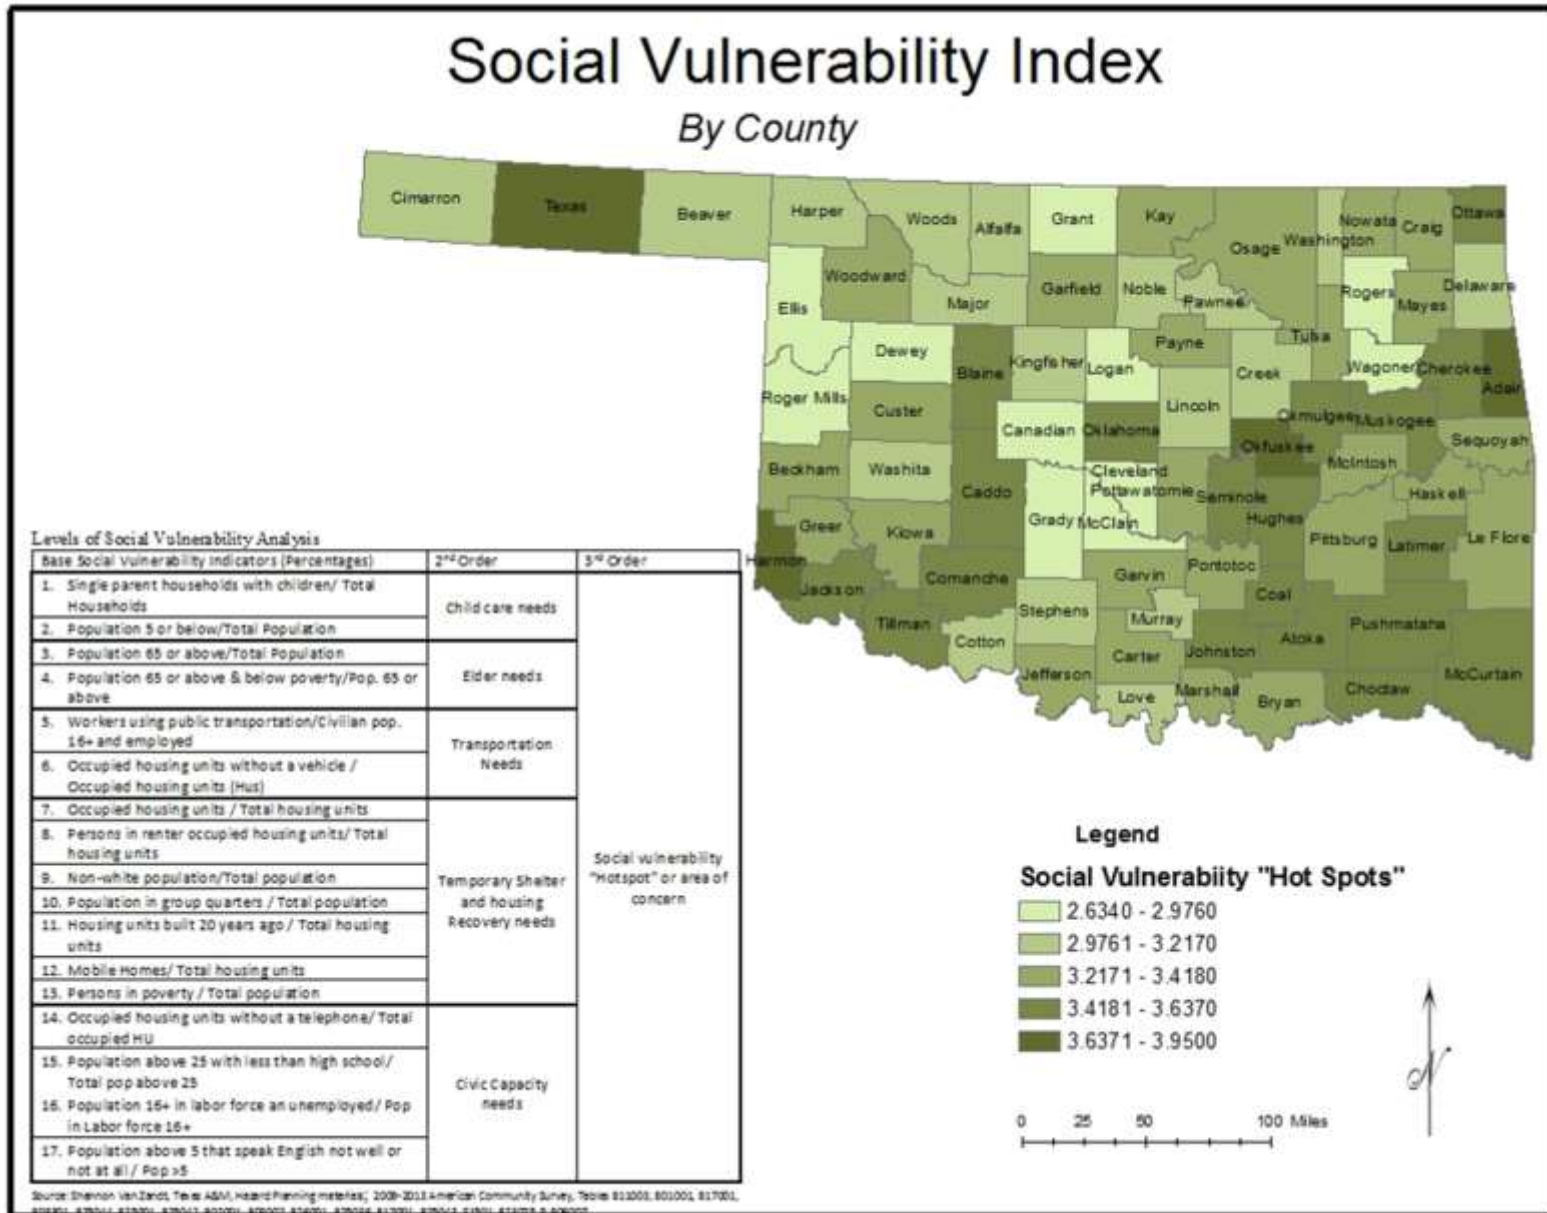 Social Vulnerability Index
By County
Cimarron
Texas
Beaver
Harper
Woods
Alfalfa
Grant
Kay
Osage
Washington
Nowata
Craig
Ottawa
Ellis
Woodward
Major
Garfield
Noble
Pawnee
Rogers
Mayes
Delaware
Dewey
Blaine
Kingfisher
Logan
Payne
Creek
Tulsa
Wagoner
Cherokee
Adair
Roger Mills
Custer
Canadian
Oklahoma
Lincoln
Okmulgee
Muskogee
Sequoyah
Beckham
Washita
Caddo
Grady
Cleveland
Pottawatomie
McClain
Seminole
Okfuskee
Hughes
McIntosh
Haskell
Pittsburg
Latimer
Le Flore
Harmon
Greer
Kiowa
Jackson
Comanche
Tillman
Cotton
Stephens
Garvin
Murray
Pontotoc
Coal
Jefferson
Carter
Love
Johnston
Marshall
Atoka
Bryan
Pushmataha
Choctaw
McCurtain
Levels of Social Vulnerability Analysis
Base Social Vulnerability Indicators (Percentages)
2nd Order
3rd Order
1. Single parent households with children/ Total
Households
2. Population 5 or below/Total Population
Child care needs
3. Population 65 or above/Total Population
4. Population 65 or above & below poverty/Pop. 65 or
above
Elder needs
5. Workers using public transportation/Civilian pop.
16+ and employed
6. Occupied housing units without a vehicle /
Occupied housing units (Hus)
Transportation
Needs
7. Occupied housing units / Total housing units
8. Persons in renter occupied housing units/ Total
housing units
9. Non-white population/Total population
10. Population in group quarters / Total population
11. Housing units built 20 years ago / Total housing
units
12. Mobile Homes/ Total housing units
13. Persons in poverty / Total population
Temporary Shelter
and housing
Recovery needs
14. Occupied housing units without a telephone/ Total
occupied HU
15. Population above 25 with less than high school/
Total pop above 25
16. Population 16+ in labor force an unemployed/ Pop
in Labor force 16+
17. Population above 5 that speak English not well or
not at all / Pop >5
Civic Capacity
needs
Social vulnerability
"Hotspot" or area of
concern
Source: Shannon Van Zandt, Texas A&M, Hazard Planning materials; 2009-2013 American Community Survey, Tables
Legend
Social Vulnerabiity "Hot Spots"
2.6340 - 2.9760
2.9761 - 3.2170
3.2171 - 3.4180
3.4181 - 3.6370
3.6371 - 3.9500
0 25 50 100 Miles
N